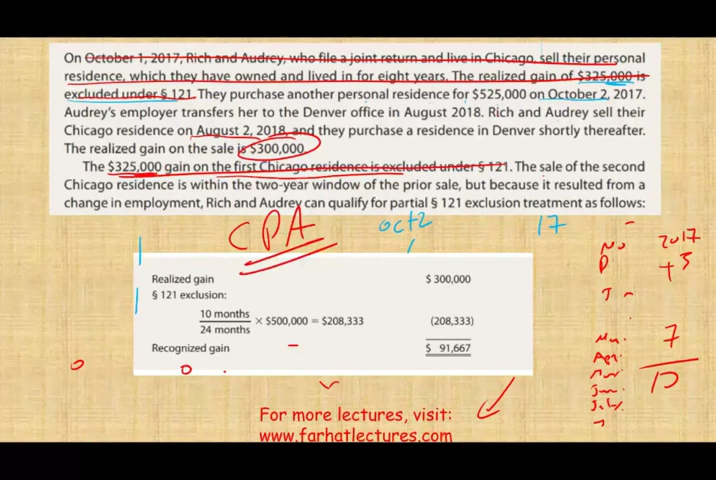 On October 1, 2017, Rich and Audrey, who file a joint return and live in Chicago, sell their personal
residence, which they have owned and lived in for eight years. The realized gain of $325,000 is
excluded under § 121. They purchase another personal residence for $525,000 on October 2, 2017.
Audrey's employer transfers her to the Denver office in August 2018. Rich and Audrey sell their
Chicago residence on August 2, 2018, and they purchase a residence in Denver shortly thereafter.
The realized gain on the sale is $300,000.
The $325,000 gain on the first Chicago residence is excluded under § 121. The sale of the second
Chicago residence is within the two-year window of the prior sale, but because it resulted from a
change in employment, Rich and Audrey can qualify for partial § 121 exclusion treatment as follows:
CPA
oct2 17
2017
Realized gain $ 300,000
§ 121 exclusion:
10 months
24 months
× $500,000 = $208,333 (208,333)
Recognized gain $ 91,667
7
For more lectures, visit:
www.farhatlectures.com